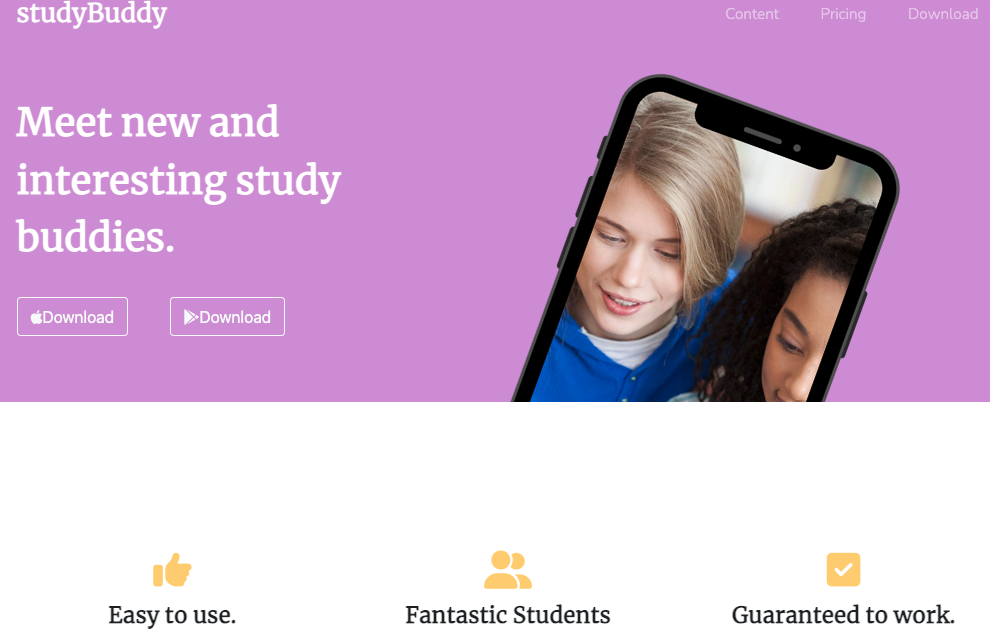 studyBuddy
Content Pricing Download
Meet new and
interesting study
buddies.
Download Download
Easy to use. Fantastic Students Guaranteed to work.